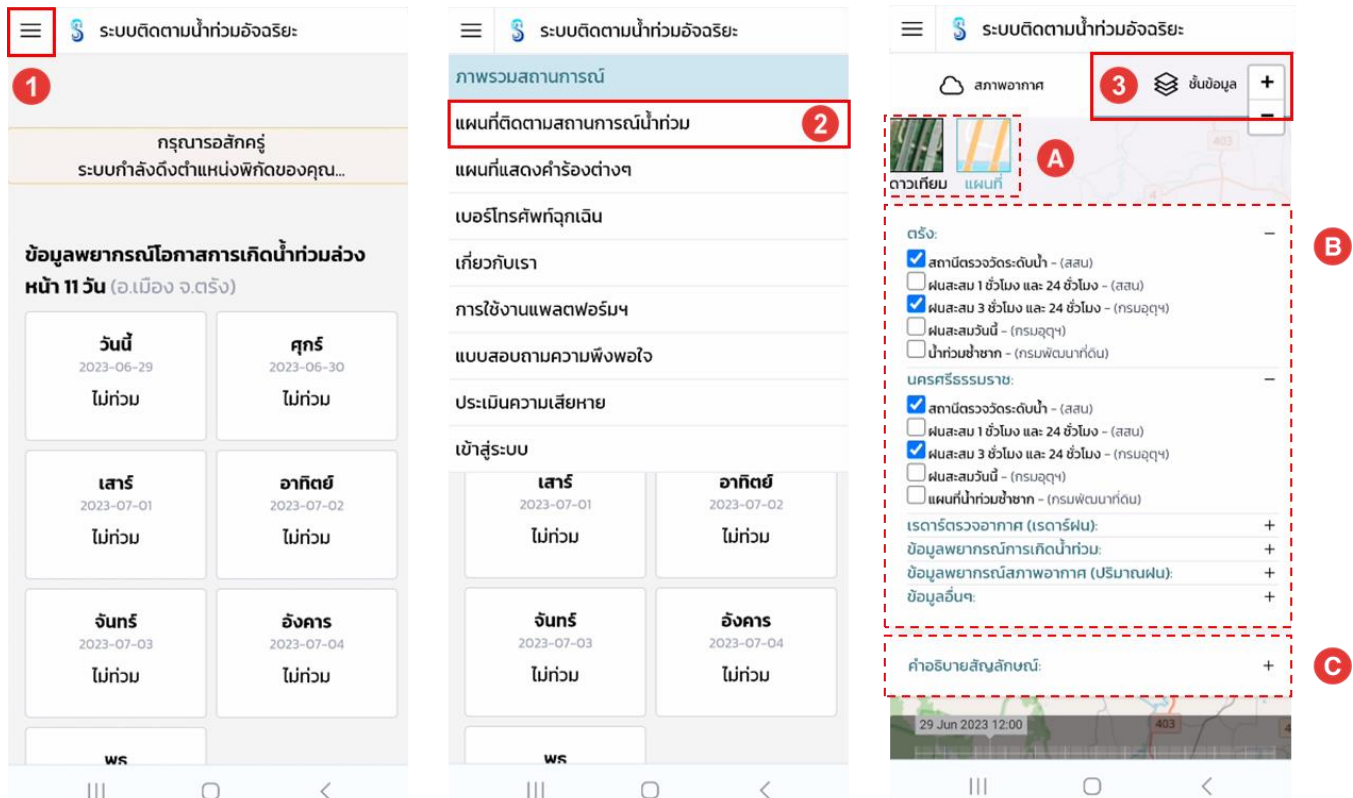 ระบบติดตามน้ำท่วมอัจฉริยะ
1
กรุณารอสักครู่
ระบบกำลังดึงตำแหน่งพิกัดของคุณ...
ข้อมูลพยากรณ์โอกาสการเกิดน้ำท่วมล่วง
หน้า 11 วัน (อ.เมือง จ.ตรัง)
วันนี้
2023-06-29
ไม่ท่วม
ศุกร์
2023-06-30
ไม่ท่วม
เสาร์
2023-07-01
ไม่ท่วม
อาทิตย์
2023-07-02
ไม่ท่วม
จันทร์
2023-07-03
ไม่ท่วม
อังคาร
2023-07-04
ไม่ท่วม
พุธ
ระบบติดตามน้ำท่วมอัจฉริยะ
ภาพรวมสถานการณ์
แผนที่ติดตามสถานการณ์น้ำท่วม
2
แผนที่แสดงคำร้องต่างๆ
เบอร์โทรศัพท์ฉุกเฉิน
เกี่ยวกับเรา
การใช้งานแพลตฟอร์มฯ
แบบสอบถามความพึงพอใจ
ประเมินความเสียหาย
เข้าสู่ระบบ
เสาร์
2023-07-01
ไม่ท่วม
อาทิตย์
2023-07-02
ไม่ท่วม
จันทร์
2023-07-03
ไม่ท่วม
อังคาร
2023-07-04
ไม่ท่วม
พุธ
ระบบติดตามน้ำท่วมอัจฉริยะ
สภาพอากาศ
3
ชั้นข้อมูล
+
−
403
4
ดาวเทียม
แผนที่
A
B
ตรัง: −
สถานีตรวจวัดระดับน้ำ - (สสน)
ฝนสะสม 1 ชั่วโมง และ 24 ชั่วโมง - (สสน)
ฝนสะสม 3 ชั่วโมง และ 24 ชั่วโมง - (กรมอุตุฯ)
ฝนสะสมวันนี้ - (กรมอุตุฯ)
น้ำท่วมซ้ำซาก - (กรมพัฒนาที่ดิน)
นครศรีธรรมราช: −
สถานีตรวจวัดระดับน้ำ - (สสน)
ฝนสะสม 1 ชั่วโมง และ 24 ชั่วโมง - (สสน)
ฝนสะสม 3 ชั่วโมง และ 24 ชั่วโมง - (กรมอุตุฯ)
ฝนสะสมวันนี้ - (กรมอุตุฯ)
แผนที่น้ำท่วมซ้ำซาก - (กรมพัฒนาที่ดิน)
เรดาร์ตรวจอากาศ (เรดาร์ฝน): +
ข้อมูลพยากรณ์การเกิดน้ำท่วม: +
ข้อมูลพยากรณ์สภาพอากาศ (ปริมาณฝน): +
ข้อมูลอื่นๆ: +
คำอธิบายสัญลักษณ์: +
C
29 Jun 2023 12:00
403
4